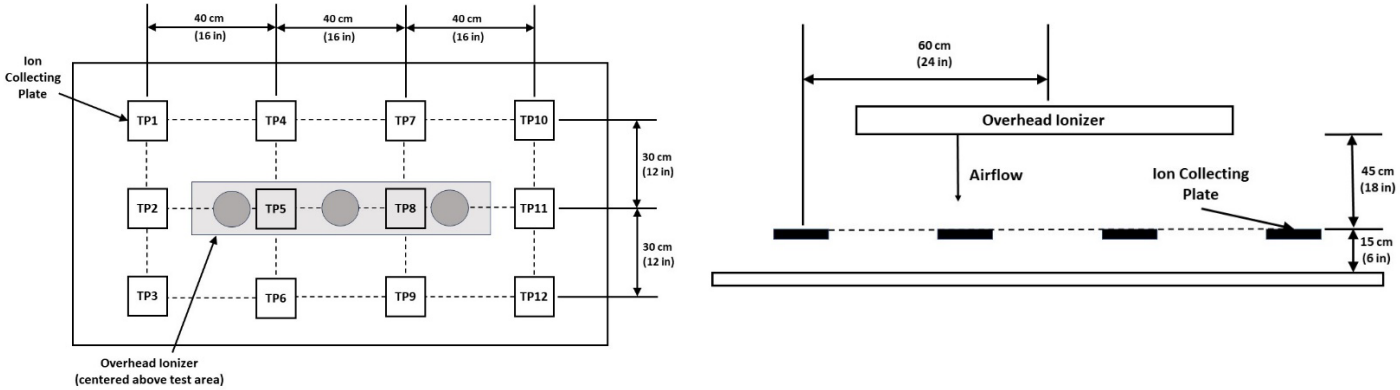 40 cm
(16 in)
40 cm
(16 in)
40 cm
(16 in)
Ion
Collecting
Plate
TP1
TP4
TP7
TP10
30 cm
(12 in)
TP2
TP5
TP8
TP11
30 cm
(12 in)
TP3
TP6
TP9
TP12
Overhead Ionizer
(centered above test area)
60 cm
(24 in)
Overhead Ionizer
Airflow
Ion Collecting
Plate
45 cm
(18 in)
15 cm
(6 in)